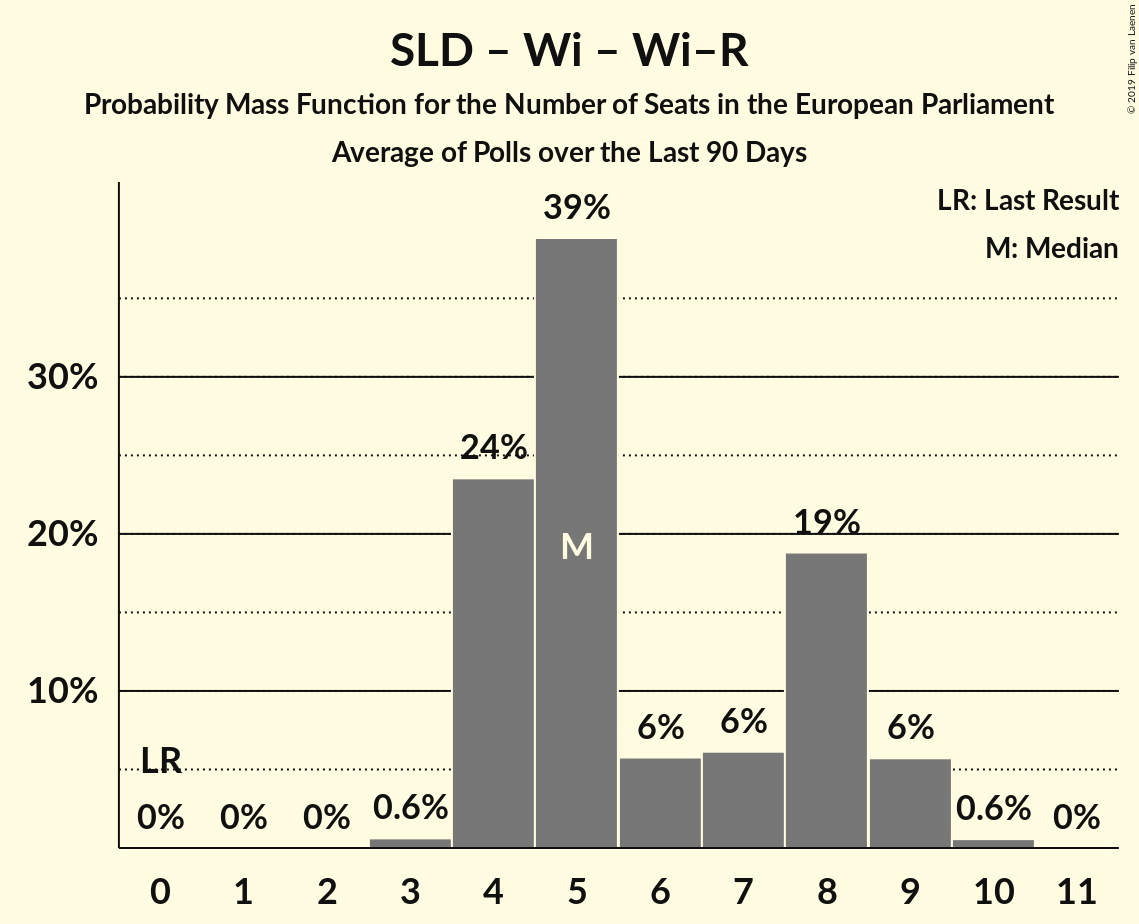 SLD – Wi – Wi–R
Probability Mass Function for the Number of Seats in the European Parliament
Average of Polls over the Last 90 Days
© 2019 Filip van Laenen
LR: Last Result
M: Median
39%
30%
24%
20%
19%
M
10%
6%
6%
6%
LR
0%
0%
0%
0.6%
0.6%
0%
0 1 2 3 4 5 6 7 8 9 10 11